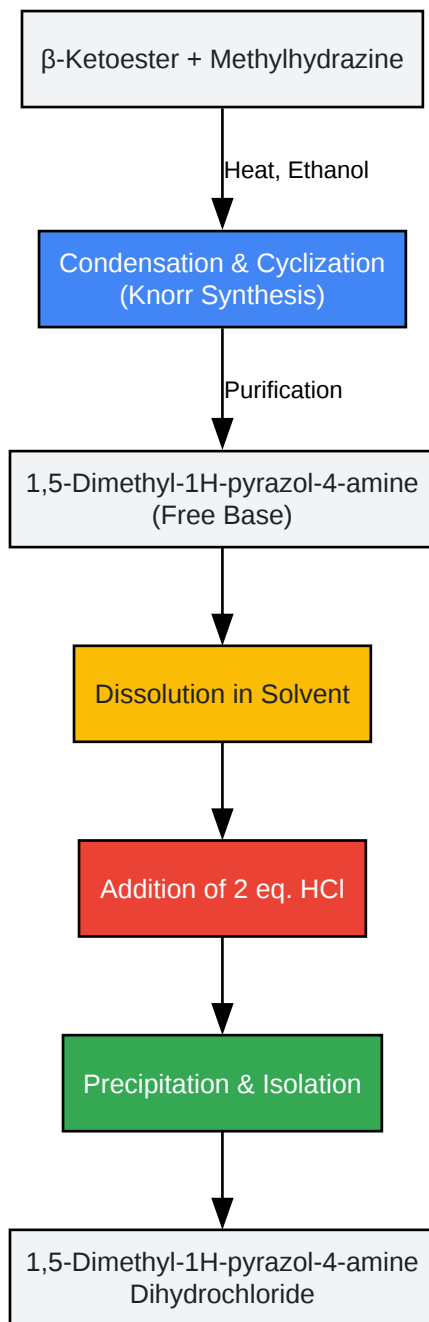 β-Ketoester + Methylhydrazine
Heat, Ethanol
Condensation & Cyclization
(Knorr Synthesis)
Purification
1,5-Dimethyl-1H-pyrazol-4-amine
(Free Base)
Dissolution in Solvent
Addition of 2 eq. HCl
Precipitation & Isolation
1,5-Dimethyl-1H-pyrazol-4-amine
Dihydrochloride